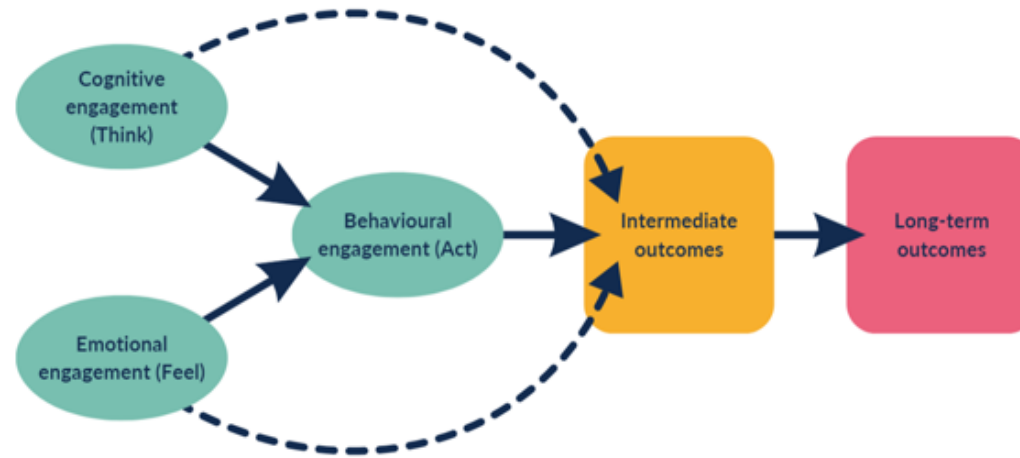 Cognitive
engagement
(Think)
Behavioural
engagement (Act)
Intermediate
outcomes
Long-term
outcomes
Emotional
engagement (Feel)